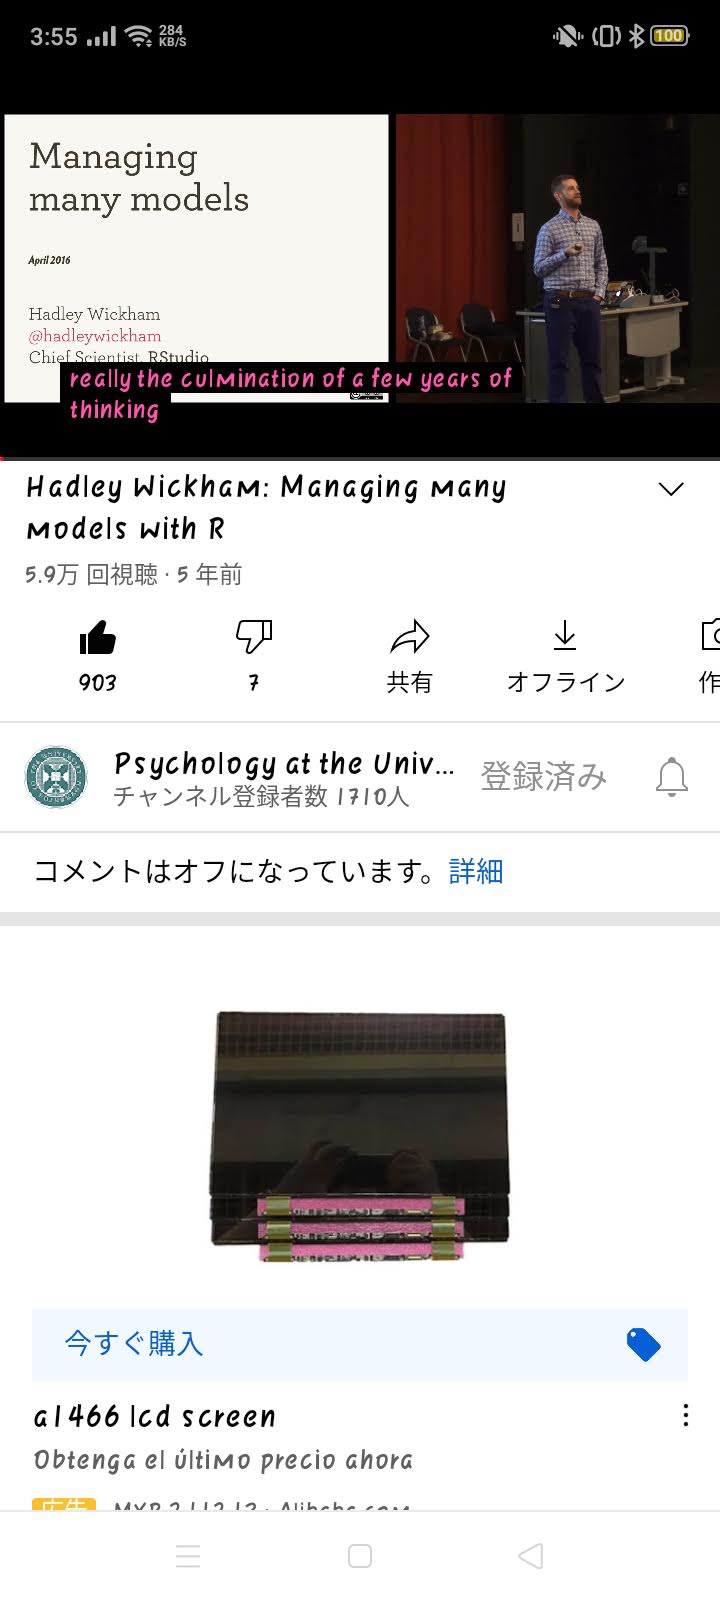 3:55
284
KB/S
100
Managing
many models
April 2016
Hadley Wickham
@hadleywickham
Chief Scientist, RStudio
really the culmination of a few years of
thinking
Hadley Wickham: Managing many
models with R
5.9万 回視聴 · 5 年前
903
7
共有
オフライン
作
Psychology at the Univ...
登録済み
チャンネル登録者数 1710人
コメントはオフになっています。詳細
今すぐ購入
a1466 lcd screen
Obtenga el último precio ahora
広告
Alibaba.com